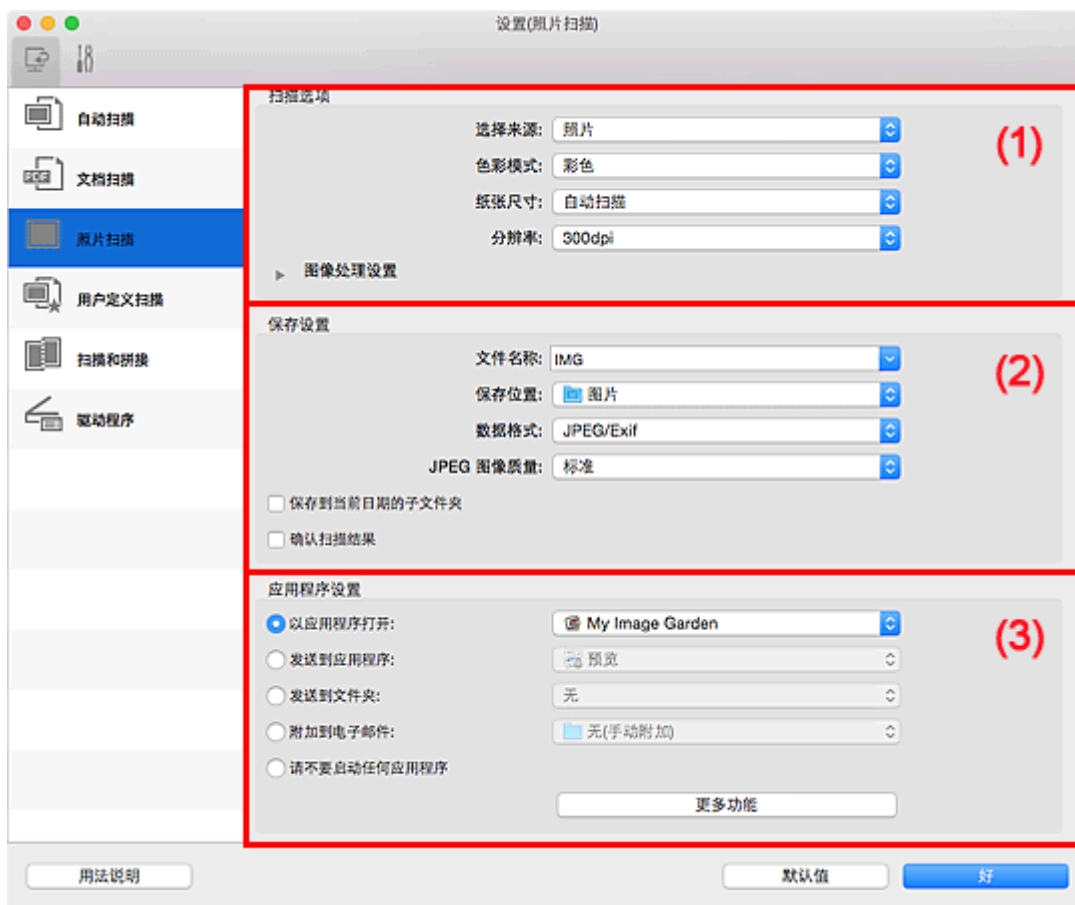 设置(照片扫描)
自动扫描
文档扫描
PDF
照片扫描
用户定义扫描
扫描和拼接
驱动程序
扫描选项
(1)
选择来源: 照片
色彩模式: 彩色
纸张尺寸: 自动扫描
分辨率: 300dpi
图像处理设置
保存设置
(2)
文件名称: IMG
保存位置: 图片
数据格式: JPEG/Exif
JPEG 图像质量: 标准
保存到当前日期的子文件夹
确认扫描结果
应用程序设置
(3)
以应用程序打开: My Image Garden
发送到应用程序: 预览
发送到文件夹: 无
附加到电子邮件: 无(手动附加)
请不要启动任何应用程序
更多功能
用法说明
默认值
好